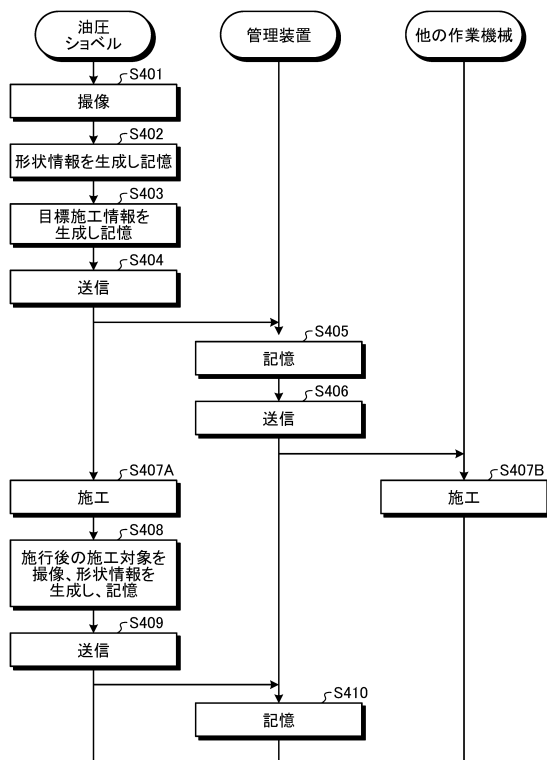 油圧
ショベル
管理装置
他の作業機械
S401
撮像
S402
形状情報を生成し記憶
S403
目標施工情報を
生成し記憶
S404
送信
S405
記憶
S406
送信
S407A
施工
S407B
施工
S408
施行後の施工対象を
撮像、形状情報を
生成し、記憶
S409
送信
S410
記憶